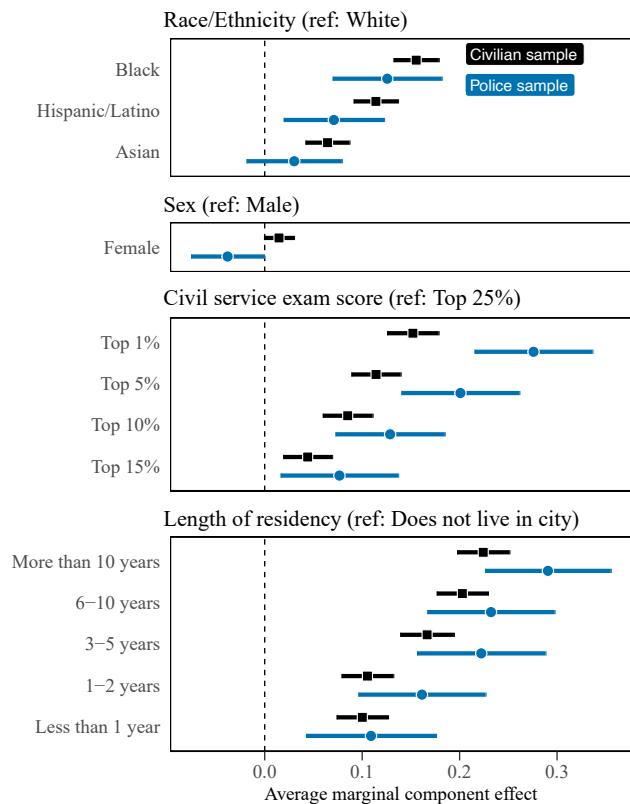 Race/Ethnicity (ref: White)
Civilian sample
Black
Police sample
Hispanic/Latino
Asian
Sex (ref: Male)
Female
Civil service exam score (ref: Top 25%)
Top 1%
Top 5%
Top 10%
Top 15%
Length of residency (ref: Does not live in city)
More than 10 years
6−10 years
3−5 years
1−2 years
Less than 1 year
0.0 0.1 0.2 0.3
Average marginal component effect